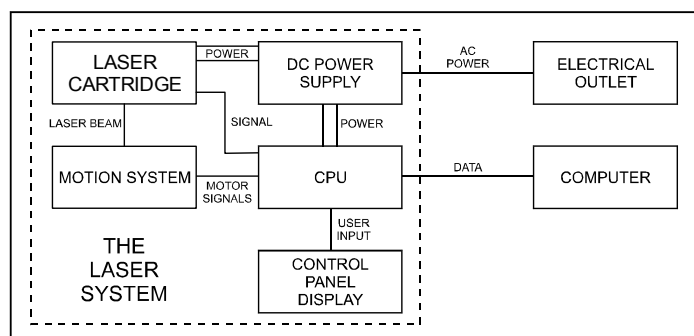 LASER
CARTRIDGE
POWER
DC POWER
SUPPLY
AC
POWER
ELECTRICAL
OUTLET
LASER BEAM
SIGNAL
POWER
MOTION SYSTEM
MOTOR
SIGNALS
CPU
DATA
COMPUTER
USER
INPUT
THE
LASER
SYSTEM
CONTROL
PANEL
DISPLAY